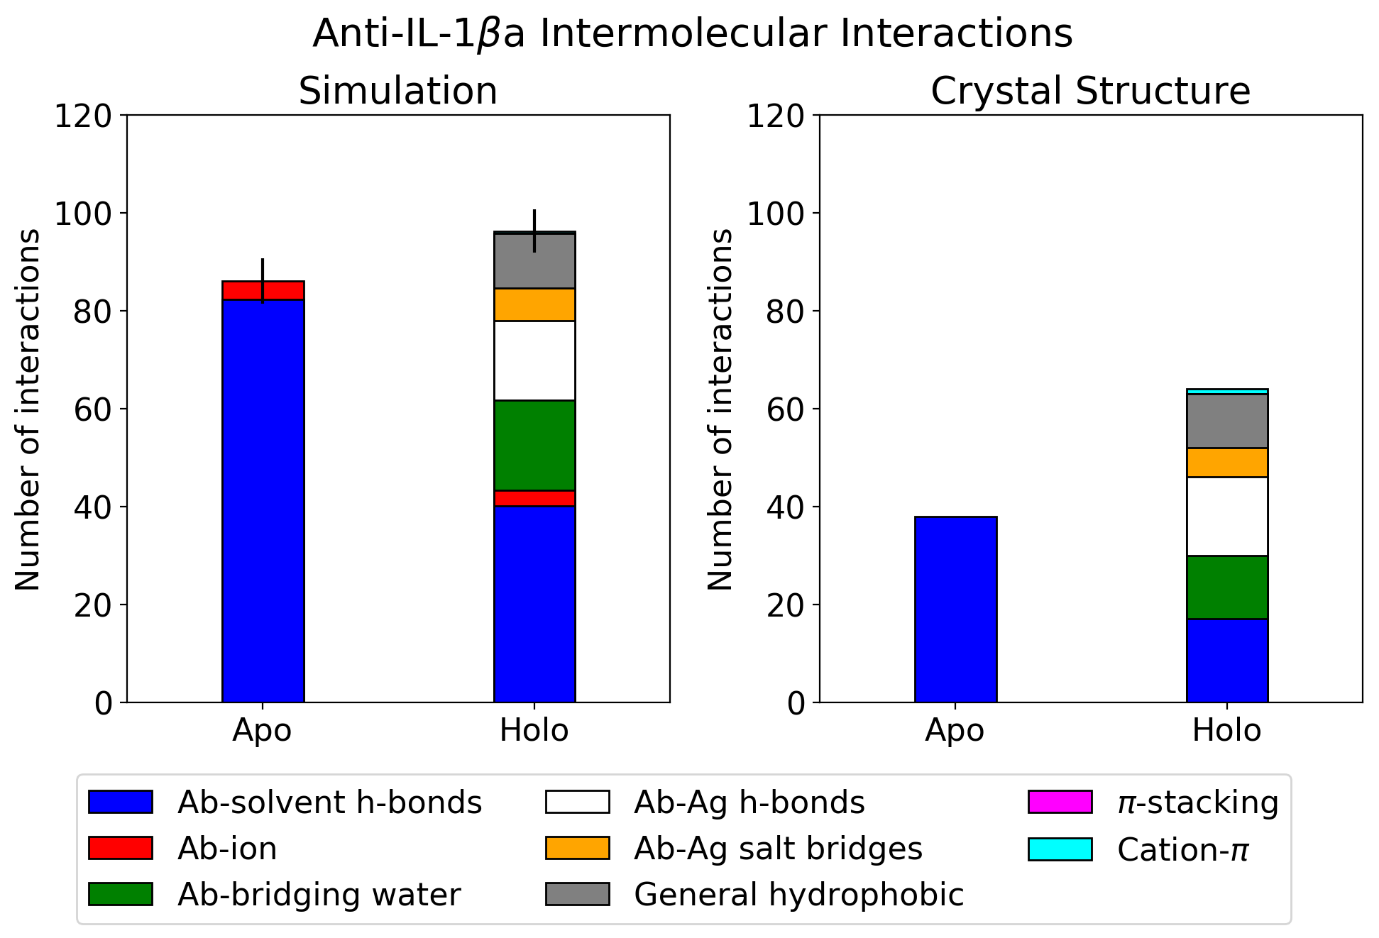 Anti-IL-1βa Intermolecular Interactions
Simulation
Number of interactions
120
100
80
60
40
20
0
Apo Holo
Crystal Structure
Number of interactions
120
100
80
60
40
20
0
Apo Holo
Ab-solvent h-bonds Ab-Ag h-bonds π-stacking
Ab-ion Ab-Ag salt bridges Cation-π
Ab-bridging water General hydrophobic